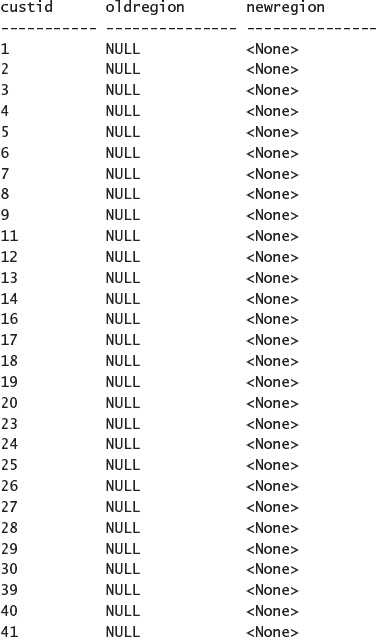 custid oldregion newregion
----------- --------------- ---------------
1 NULL <None>
2 NULL <None>
3 NULL <None>
4 NULL <None>
5 NULL <None>
6 NULL <None>
7 NULL <None>
8 NULL <None>
9 NULL <None>
11 NULL <None>
12 NULL <None>
13 NULL <None>
14 NULL <None>
16 NULL <None>
17 NULL <None>
18 NULL <None>
19 NULL <None>
20 NULL <None>
23 NULL <None>
24 NULL <None>
25 NULL <None>
26 NULL <None>
27 NULL <None>
28 NULL <None>
29 NULL <None>
30 NULL <None>
39 NULL <None>
40 NULL <None>
41 NULL <None>